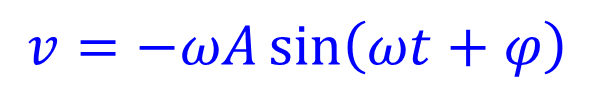 v = −ωA sin(ωt + φ)